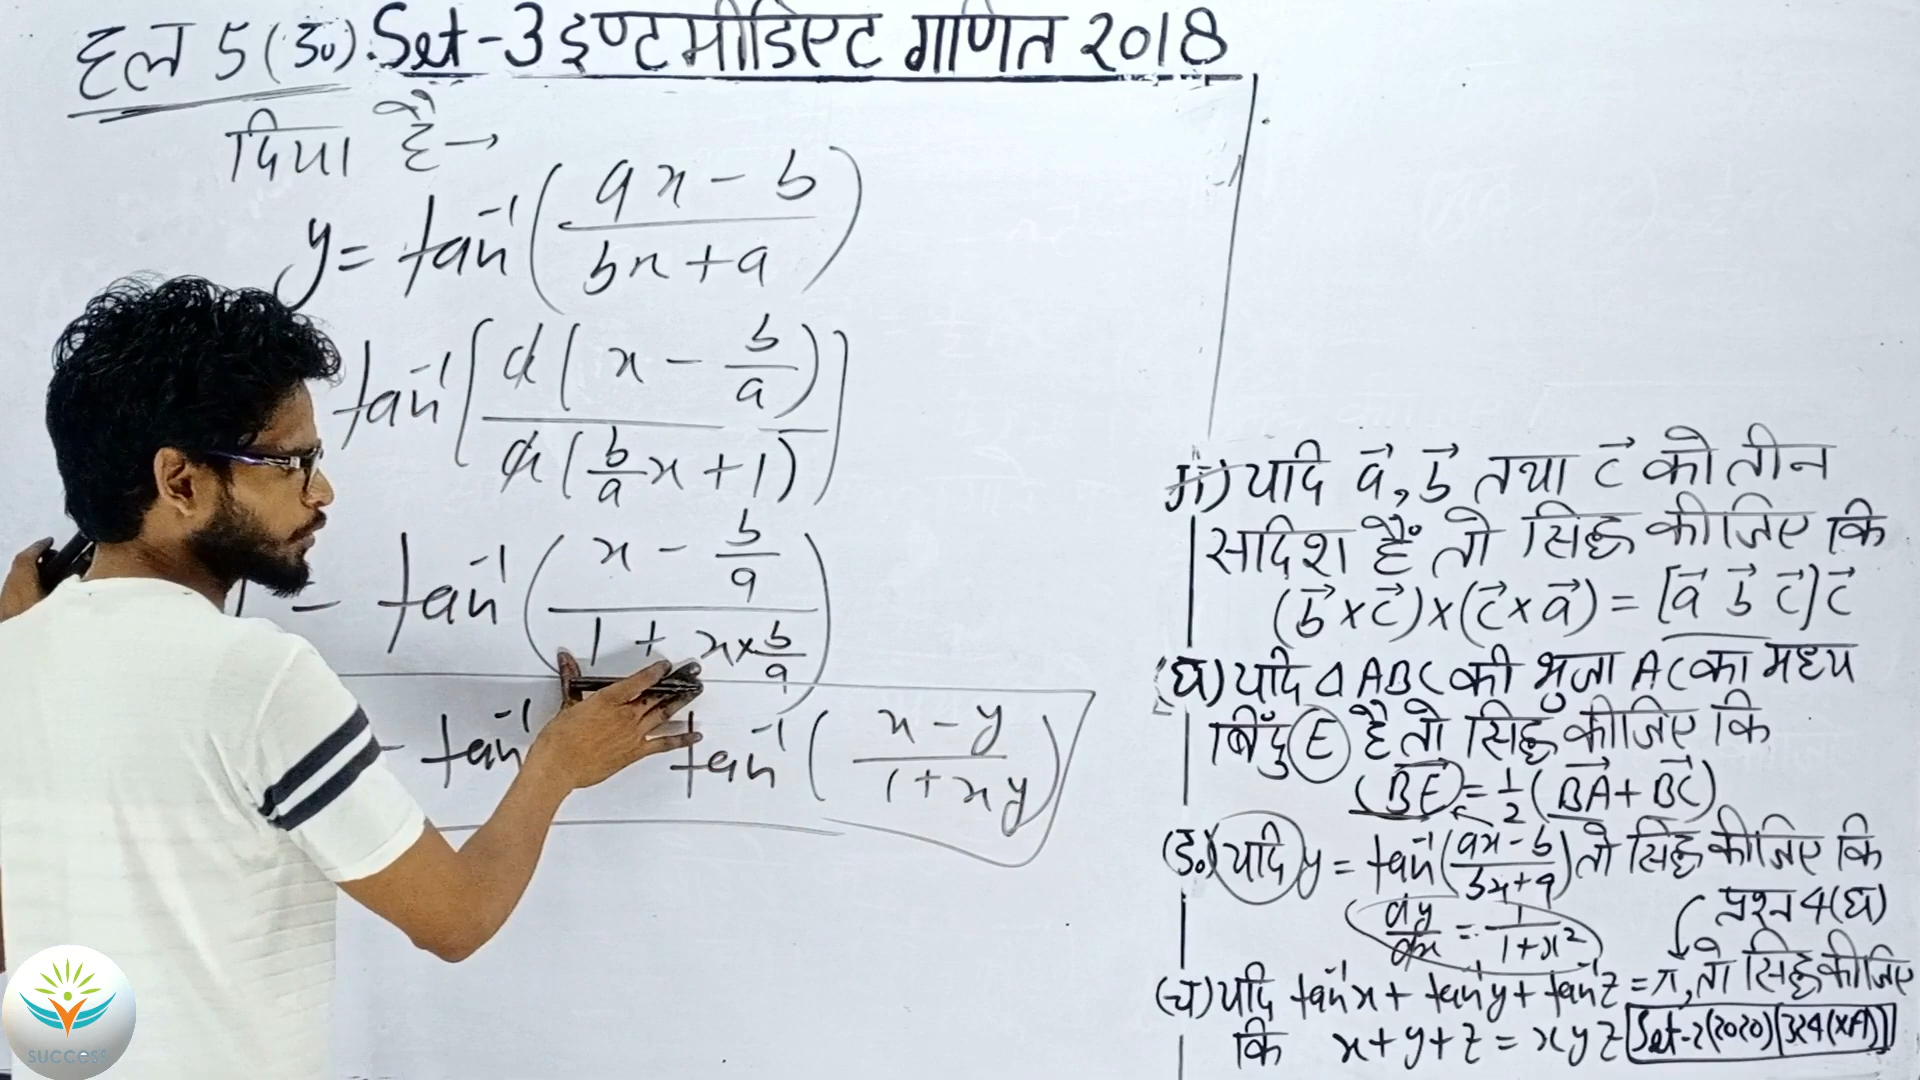 हल 5(ङ). Set-3 इण्टमीडिएट गणित 2018
दिया है→
y = tan⁻¹((ax - b)/(bx + a))
tan⁻¹[a(x - b/a)/a(b/a x + 1)]
= tan⁻¹((x - b/a)/(1 + x × b/a))
tan⁻¹ tan⁻¹((x - y)/(1 + xy))
ग) यदि a⃗, b⃗ तथा c⃗ को तीन
सदिश हैं तो सिद्ध कीजिए कि
(b⃗ × c⃗) × (c⃗ × a⃗) = [a⃗ b⃗ c⃗] c⃗
(घ) यदि Δ ABC की भुजा AC का मध्य
बिंदु E है तो सिद्ध कीजिए कि
(BE⃗) = 1/2 (BA⃗ + BC⃗)
(ङ) यदि y = tan⁻¹((ax - b)/(bx + a)) तो सिद्ध कीजिए कि
dy/dx = 1/(1 + x²) प्रश्न 4(घ)
(च) यदि tan⁻¹x + tan⁻¹y + tan⁻¹z = π, तो सिद्ध कीजिए
कि x + y + z = xyz Set-2(2020)[324(XA)]
success